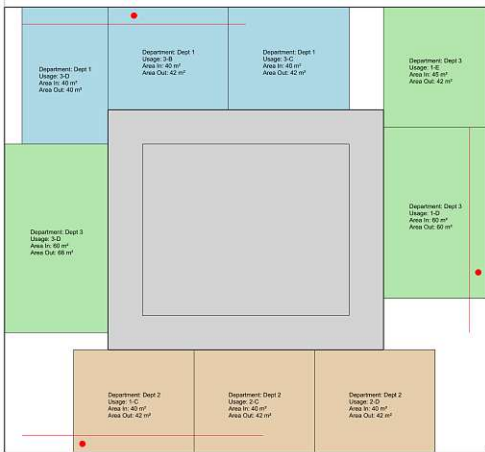 Department: Dept 1
Usage: 3-D
Area In: 40 m²
Area Out: 40 m²
Department: Dept 1
Usage: 3-B
Area In: 40 m²
Area Out: 42 m²
Department: Dept 1
Usage: 3-C
Area In: 40 m²
Area Out: 42 m²
Department: Dept 3
Usage: 1-E
Area In: 45 m²
Area Out: 42 m²
Department: Dept 3
Usage: 3-D
Area In: 60 m²
Area Out: 66 m²
Department: Dept 3
Usage: 1-D
Area In: 60 m²
Area Out: 60 m²
Department: Dept 2
Usage: 1-C
Area In: 40 m²
Area Out: 42 m²
Department: Dept 2
Usage: 2-C
Area In: 40 m²
Area Out: 42 m²
Department: Dept 2
Usage: 2-D
Area In: 40 m²
Area Out: 42 m²